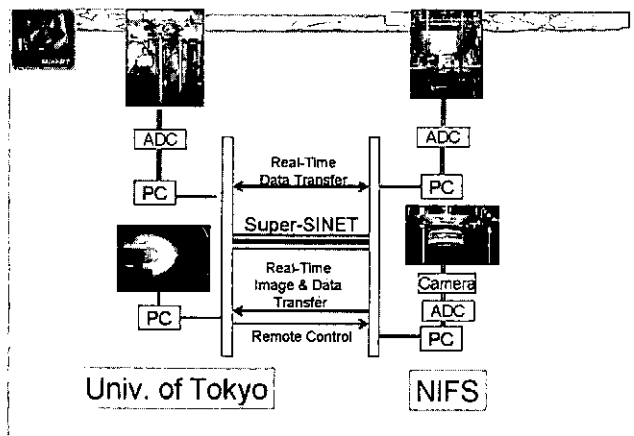 ADC
PC
Real-Time
Data Transfer
ADC
PC
Super-SINET
Real-Time
Image & Data
Transfer
Remote Control
PC
Camera
ADC
PC
Univ. of Tokyo
NIFS